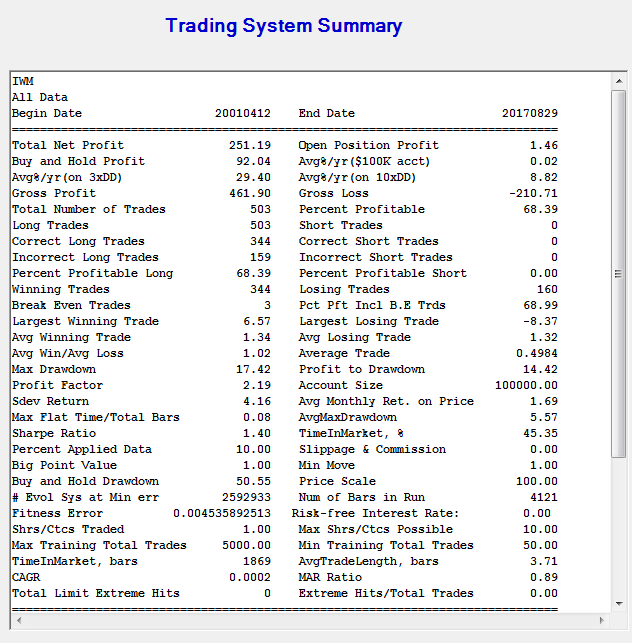 Trading System Summary
IWM
All Data
Begin Date 20010412 End Date 20170829
==============================================================================
Total Net Profit 251.19 Open Position Profit 1.46
Buy and Hold Profit 92.04 Avg%/yr($100K acct) 0.02
Avg%/yr(on 3xDD) 29.40 Avg%/yr(on 10xDD) 8.82
Gross Profit 461.90 Gross Loss -210.71
Total Number of Trades 503 Percent Profitable 68.39
Long Trades 503 Short Trades 0
Correct Long Trades 344 Correct Short Trades 0
Incorrect Long Trades 159 Incorrect Short Trades 0
Percent Profitable Long 68.39 Percent Profitable Short 0.00
Winning Trades 344 Losing Trades 160
Break Even Trades 3 Pct Pft Incl B.E Trds 68.99
Largest Winning Trade 6.57 Largest Losing Trade -8.37
Avg Winning Trade 1.34 Avg Losing Trade 1.32
Avg Win/Avg Loss 1.02 Average Trade 0.4984
Max Drawdown 17.42 Profit to Drawdown 14.42
Profit Factor 2.19 Account Size 100000.00
Sdev Return 4.16 Avg Monthly Ret. on Price 1.69
Max Flat Time/Total Bars 0.08 AvgMaxDrawdown 5.57
Sharpe Ratio 1.40 TimeInMarket, % 45.35
Percent Applied Data 10.00 Slippage & Commission 0.00
Big Point Value 1.00 Min Move 1.00
Buy and Hold Drawdown 50.55 Price Scale 100.00
# Evol Sys at Min err 2592933 Num of Bars in Run 4121
Fitness Error 0.004535892513 Risk-free Interest Rate: 0.00
Shrs/Ctcs Traded 1.00 Max Shrs/Ctcs Possible 10.00
Max Training Total Trades 5000.00 Min Training Total Trades 50.00
TimeInMarket, bars 1869 AvgTradeLength, bars 3.71
CAGR 0.0002 MAR Ratio 0.89
Total Limit Extreme Hits 0 Extreme Hits/Total Trades 0.00
==============================================================================